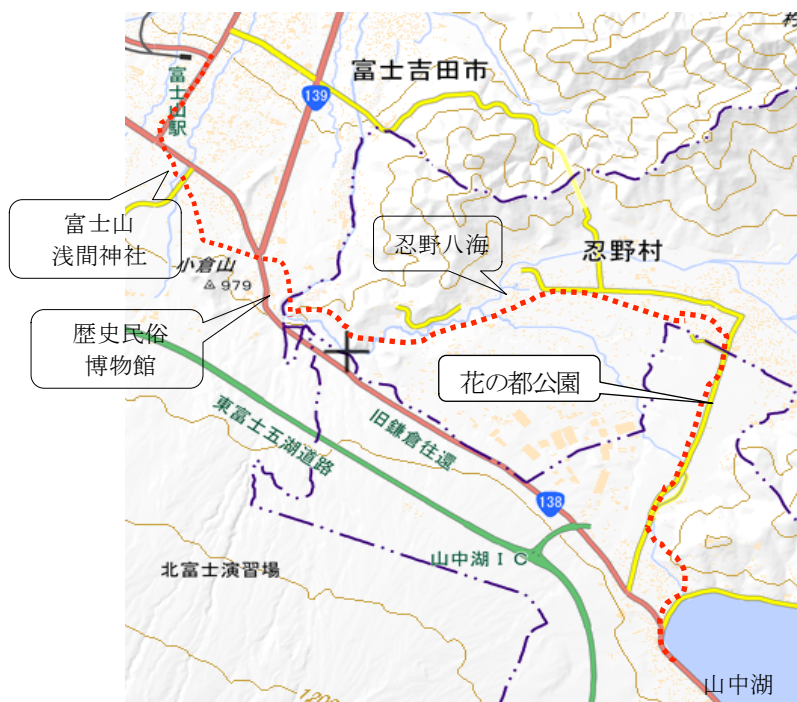 富士吉田市
139
富士山駅
富士山
浅間神社
忍野八海
忍野村
小倉山
979
歴史民俗
博物館
花の都公園
東富士五湖道路
旧鎌倉往還
138
山中湖IC
北富士演習場
山中湖